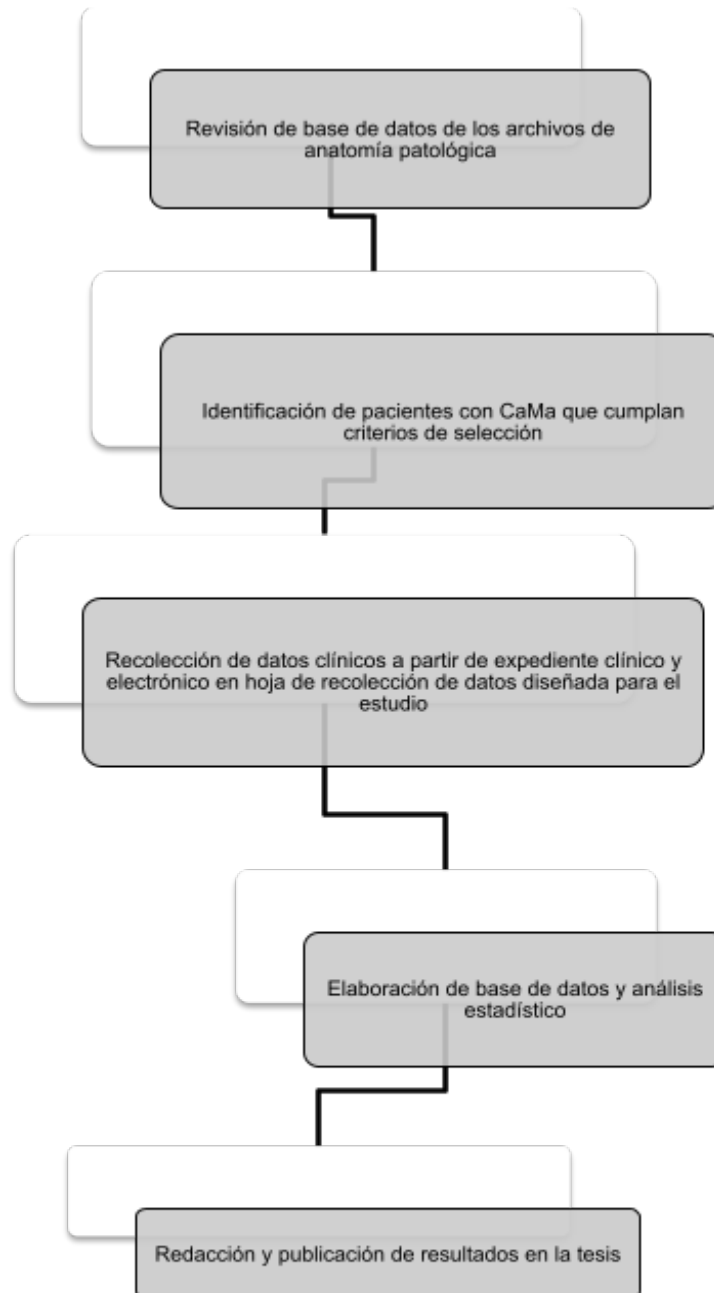 Revisión de base de datos de los archivos de
anatomía patológica
Identificación de pacientes con CaMa que cumplan
criterios de selección
Recolección de datos clínicos a partir de expediente clínico y
electrónico en hoja de recolección de datos diseñada para el
estudio
Elaboración de base de datos y análisis
estadístico
Redacción y publicación de resultados en la tesis